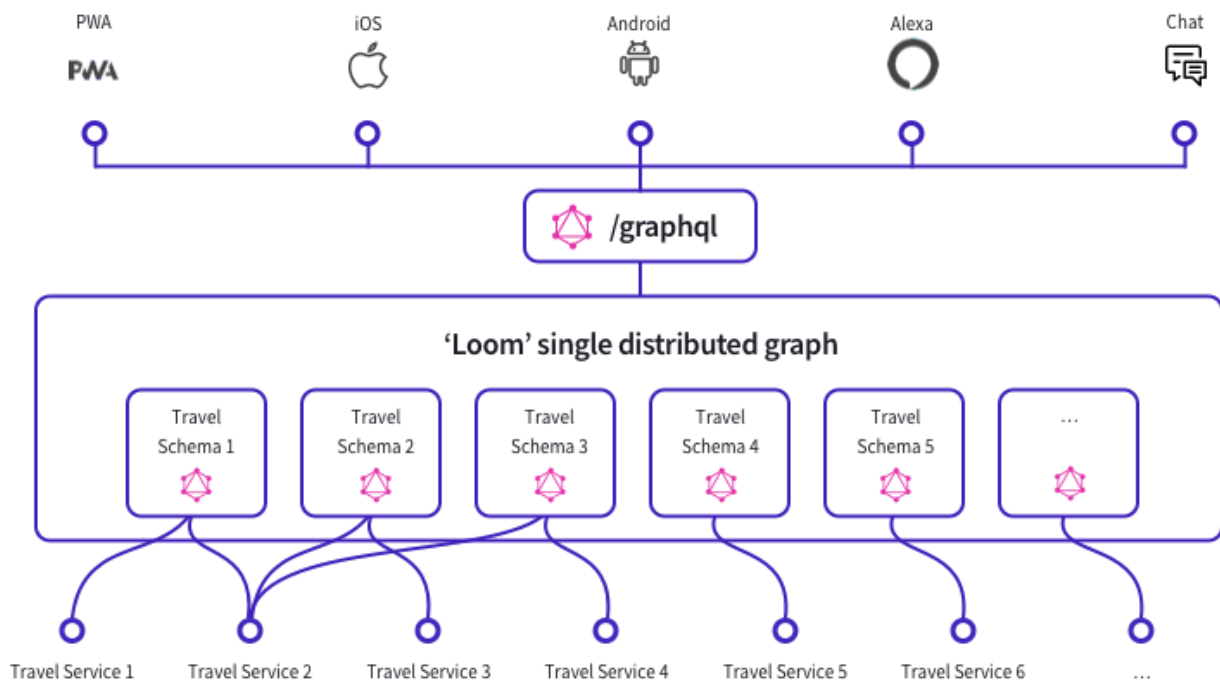 PWA
iOS
Android
Alexa
Chat
PWA
/graphql
‘Loom’ single distributed graph
Travel
Schema 1
Travel
Schema 2
Travel
Schema 3
Travel
Schema 4
Travel
Schema 5
...
Travel Service 1
Travel Service 2
Travel Service 3
Travel Service 4
Travel Service 5
Travel Service 6
...